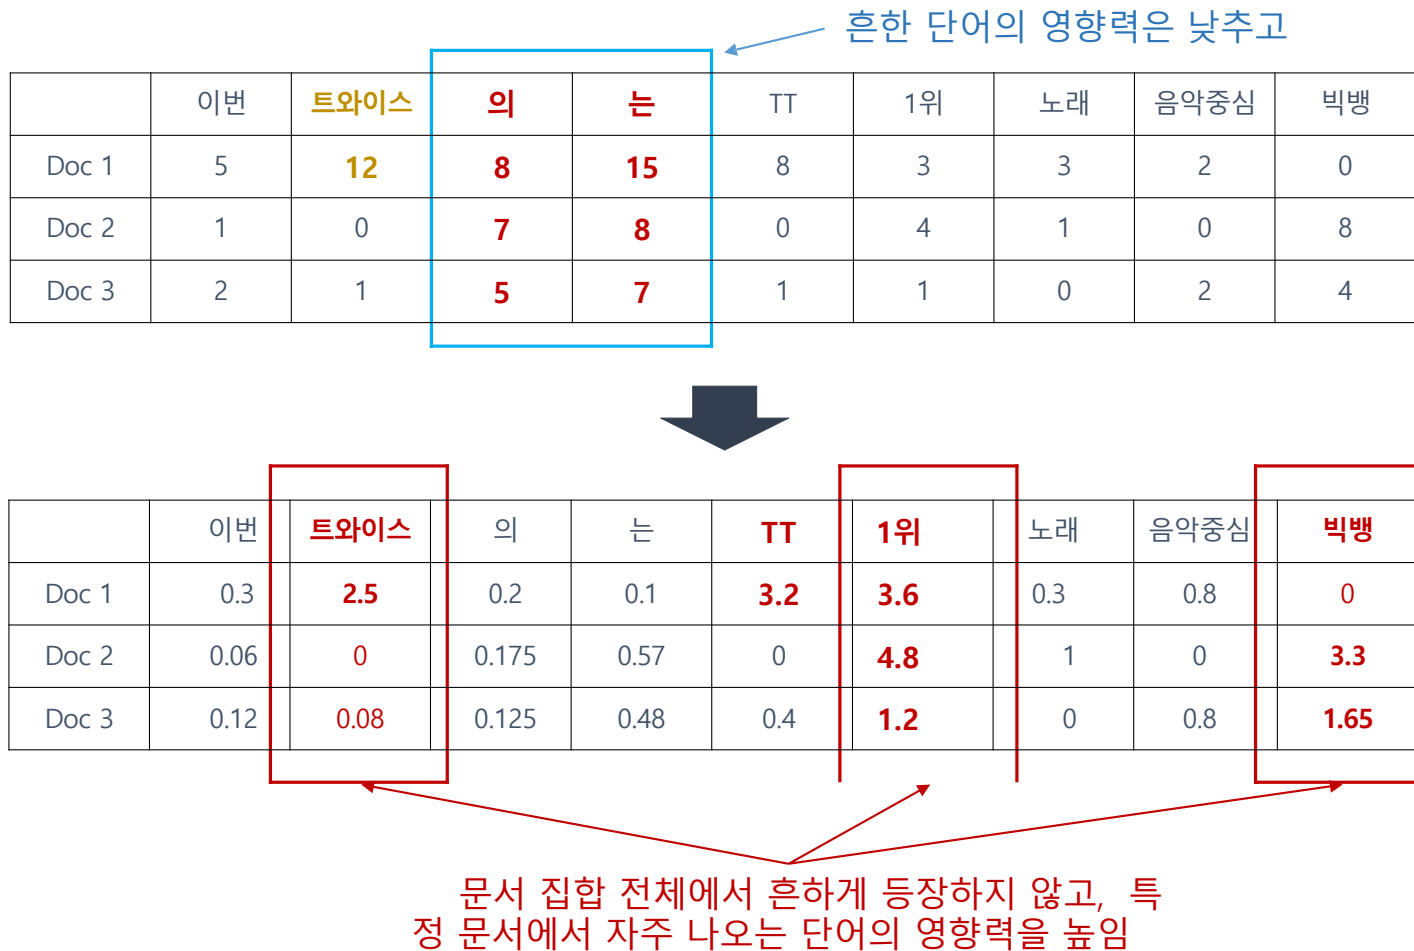 흔한 단어의 영향력은 낮추고
이번 트와이스 의 는 TT 1위 노래 음악중심 빅뱅
Doc 1 5 12 8 15 8 3 3 2 0
Doc 2 1 0 7 8 0 4 1 0 8
Doc 3 2 1 5 7 1 1 0 2 4
이번 트와이스 의 는 TT 1위 노래 음악중심 빅뱅
Doc 1 0.3 2.5 0.2 0.1 3.2 3.6 0.3 0.8 0
Doc 2 0.06 0 0.175 0.57 0 4.8 1 0 3.3
Doc 3 0.12 0.08 0.125 0.48 0.4 1.2 0 0.8 1.65
문서 집합 전체에서 흔하게 등장하지 않고, 특
정 문서에서 자주 나오는 단어의 영향력을 높임